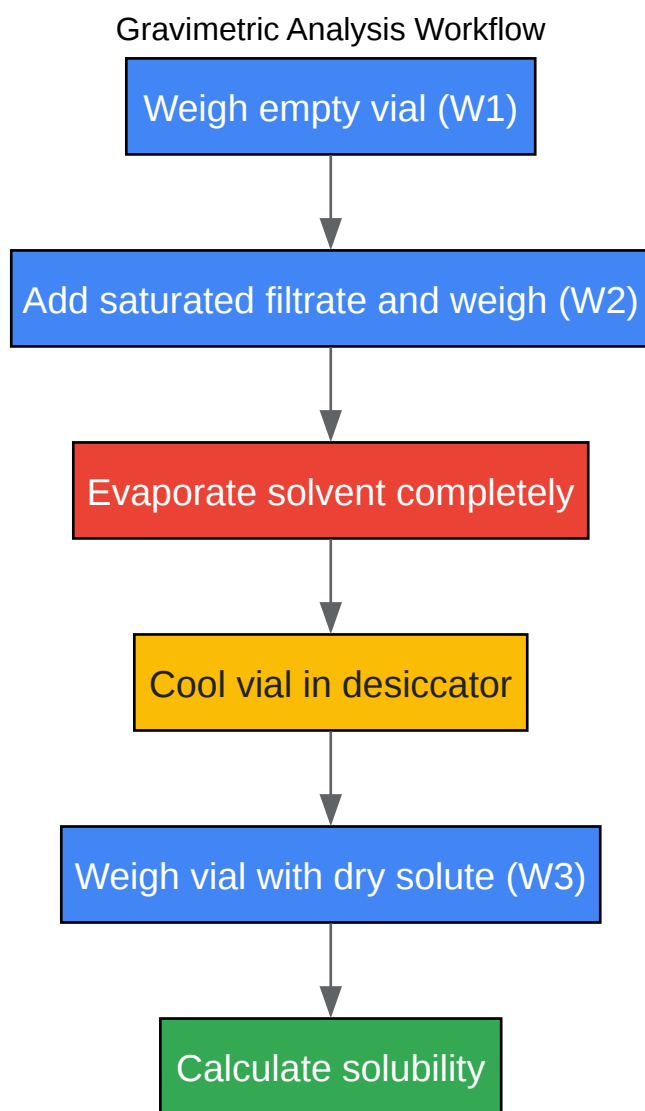 Gravimetric Analysis Workflow
Weigh empty vial (W1)
Add saturated filtrate and weigh (W2)
Evaporate solvent completely
Cool vial in desiccator
Weigh vial with dry solute (W3)
Calculate solubility